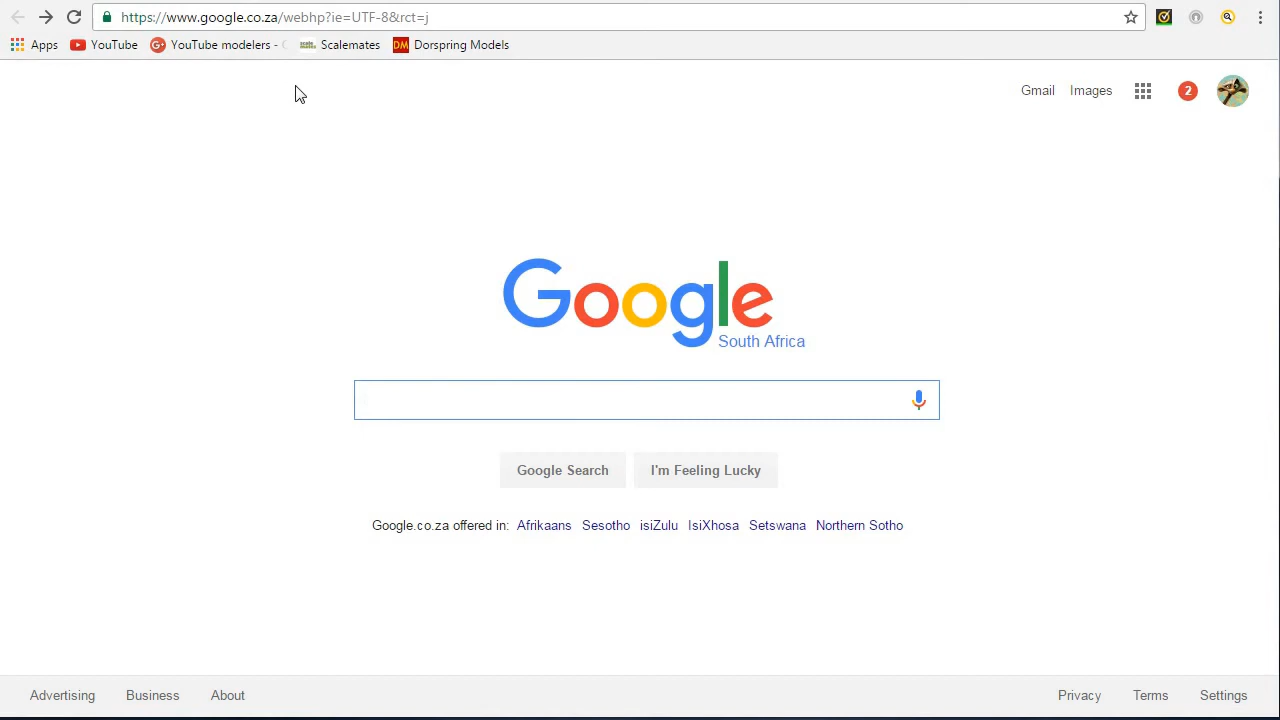 https://www.google.co.za/webhp?ie=UTF-8&rct=j
Apps YouTube YouTube modelers - Scalemates Dorspring Models
Gmail Images 2
Google
South Africa
Google Search I'm Feeling Lucky
Google.co.za offered in: Afrikaans Sesotho isiZulu IsiXhosa Setswana Northern Sotho
Advertising Business About Privacy Terms Settings